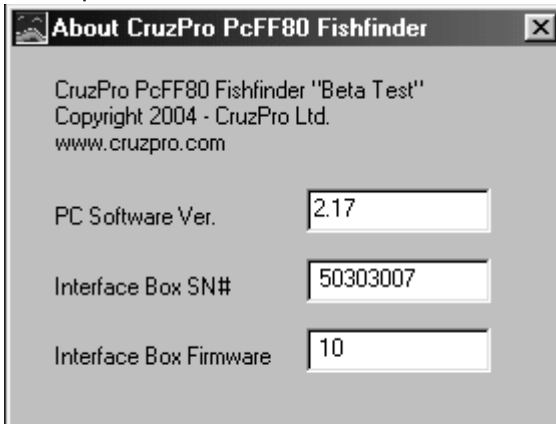 About CruzPro PcFF80 Fishfinder
CruzPro PcFF80 Fishfinder "Beta Test"
Copyright 2004 - CruzPro Ltd.
www.cruzpro.com
PC Software Ver. 2.17
Interface Box SN# 50303007
Interface Box Firmware 10